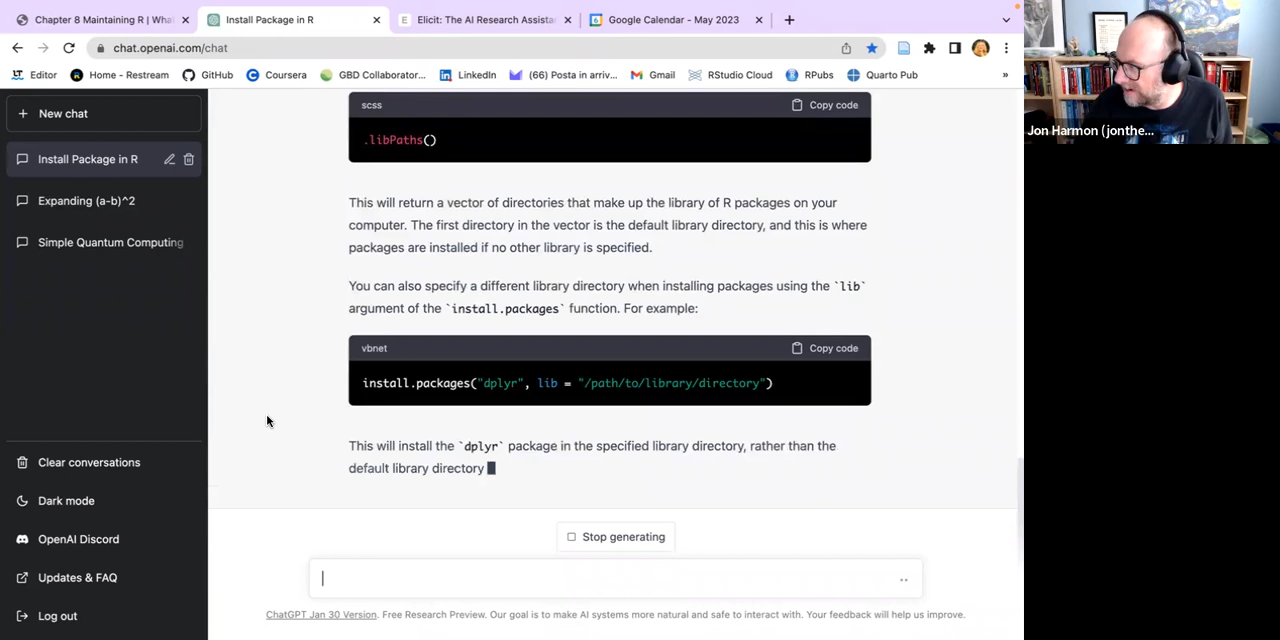 Chapter 8 Maintaining R | Wha
Install Package in R
Elicit: The AI Research Assista
Google Calendar - May 2023
chat.openai.com/chat
Editor
Home - Restream
GitHub
Coursera
GBD Collaborator...
LinkedIn
(66) Posta in arriv...
Gmail
RStudio Cloud
RPubs
Quarto Pub
»
New chat
Install Package in R
Expanding (a-b)^2
Simple Quantum Computing
Clear conversations
Dark mode
OpenAI Discord
Updates & FAQ
Log out
scss
Copy code
.libPaths()
This will return a vector of directories that make up the library of R packages on your
computer. The first directory in the vector is the default library directory, and this is where
packages are installed if no other library is specified.
You can also specify a different library directory when installing packages using the `lib`
argument of the `install.packages` function. For example:
vbnet
Copy code
install.packages("dplyr", lib = "/path/to/library/directory")
This will install the `dplyr` package in the specified library directory, rather than the
default library directory
Stop generating
ChatGPT Jan 30 Version. Free Research Preview. Our goal is to make AI systems more natural and safe to interact with. Your feedback will help us improve.
Jon Harmon (jonthe...